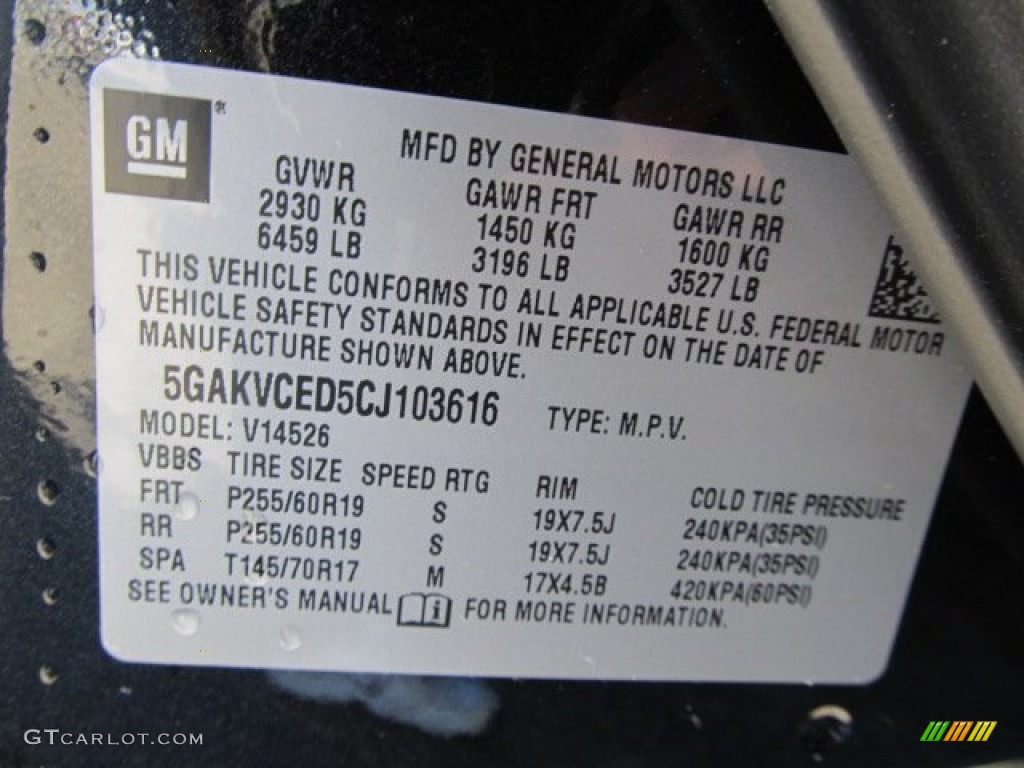 GM ®
MFD BY GENERAL MOTORS LLC
GVWR GAWR FRT GAWR RR
2930 KG 1450 KG 1600 KG
6459 LB 3196 LB 3527 LB
THIS VEHICLE CONFORMS TO ALL APPLICABLE U.S. FEDERAL MOTOR
VEHICLE SAFETY STANDARDS IN EFFECT ON THE DATE OF
MANUFACTURE SHOWN ABOVE.
5GAKVCED5CJ103616 TYPE: M.P.V.
MODEL: V14526
VBBS TIRE SIZE SPEED RTG RIM COLD TIRE PRESSURE
FRT P255/60R19 S 19X7.5J 240KPA(35PSI)
RR P255/60R19 S 19X7.5J 240KPA(35PSI)
SPA T145/70R17 M 17X4.5B 420KPA(60PSI)
SEE OWNER'S MANUAL i FOR MORE INFORMATION.
GTCARLOT.COM